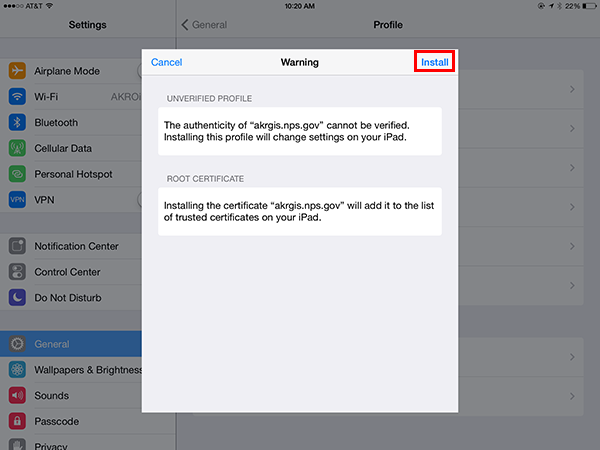 AT&T
10:20 AM
22%
Settings
General
Profile
Airplane Mode
Wi-Fi
AKROi
Bluetooth
Cellular Data
Personal Hotspot
VPN
VPN
Notification Center
Control Center
Do Not Disturb
General
Wallpapers & Brightness
Sounds
Passcode
Privacy
Cancel
Warning
Install
UNVERIFIED PROFILE
The authenticity of “akrgis.nps.gov” cannot be verified.
Installing this profile will change settings on your iPad.
ROOT CERTIFICATE
Installing the certificate “akrgis.nps.gov” will add it to the list
of trusted certificates on your iPad.